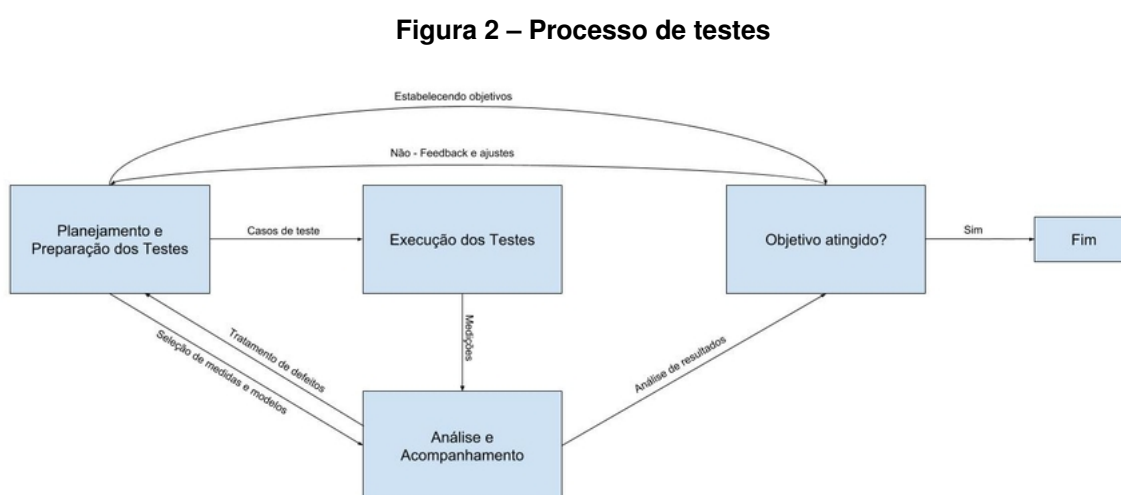 Figura 2 – Processo de testes
Estabelecendo objetivos
Não - Feedback e ajustes
Planejamento e
Preparação dos Testes
Casos de teste
Execução dos Testes
Objetivo atingido?
Sim
Fim
Medições
Tratamento de defeitos
Seleção de medidas e modelos
Análise de resultados
Análise e
Acompanhamento